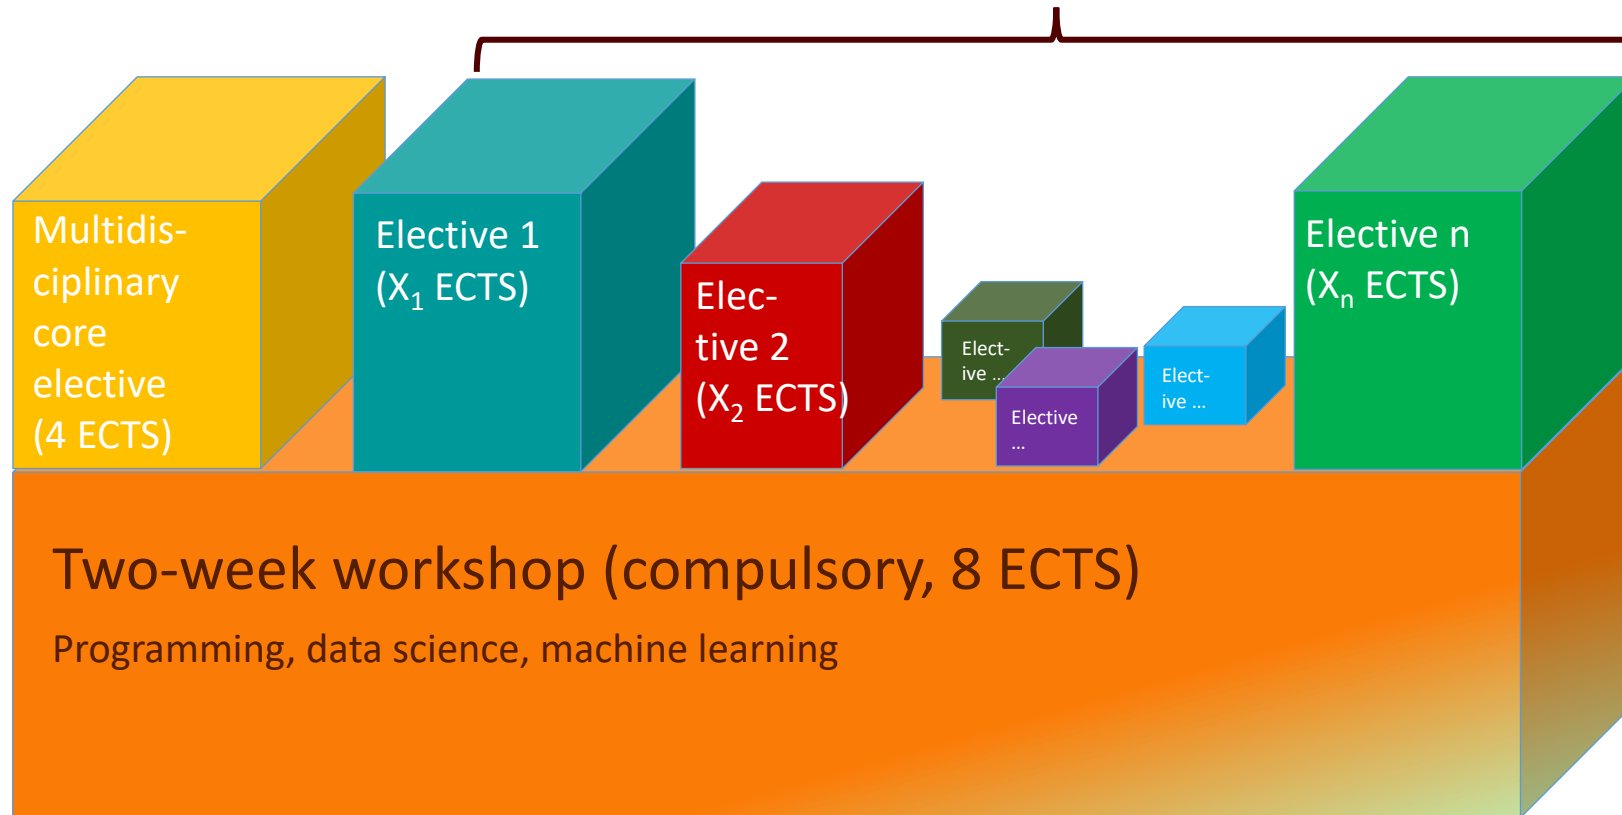 Multidis-
ciplinary
core
elective
(4 ECTS)
Elective 1
(X₁ ECTS)
Elec-
tive 2
(X₂ ECTS)
Elect-
ive ...
Elective
...
Elect-
ive ...
Elective n
(Xₙ ECTS)
Two-week workshop (compulsory, 8 ECTS)
Programming, data science, machine learning